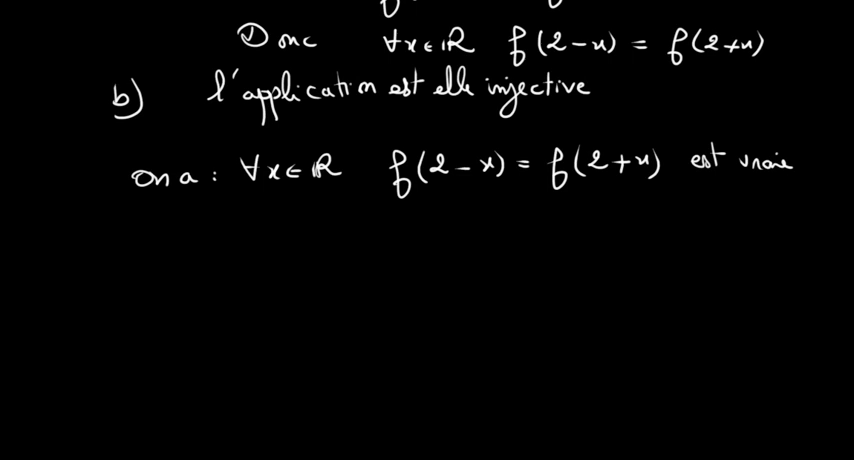 Donc ∀x∈ℝ f(2-x) = f(2+x)
b) l'application est elle injective
on a : ∀x∈ℝ f(2-x) = f(2+x) est vraie